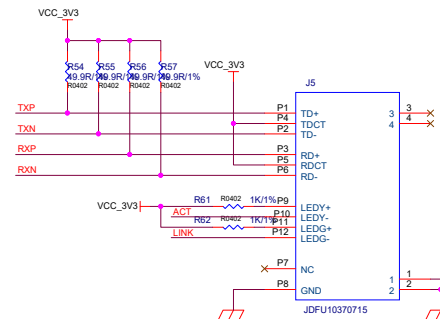 VCC_3V3
R54 R55 R56 R57
49.9R/1% 49.9R/1% 49.9R/1% 49.9R/1%
R0402 R0402 R0402 R0402
VCC_3V3
J5
TXP P1 TD+ 3 3
P4 TDCT 4 4
TXN P2 TD-
RXP P3 RD+
P5 RDCT
RXN P6 RD-
R61 R0402 1K/1% P9 LEDY+
VCC_3V3
ACT P10 LEDY-
R62 R0402 1K/1% P11 LEDG+
LINK P12 LEDG-
P7 NC 1 1
P8 GND 2 2
JDFU10370715